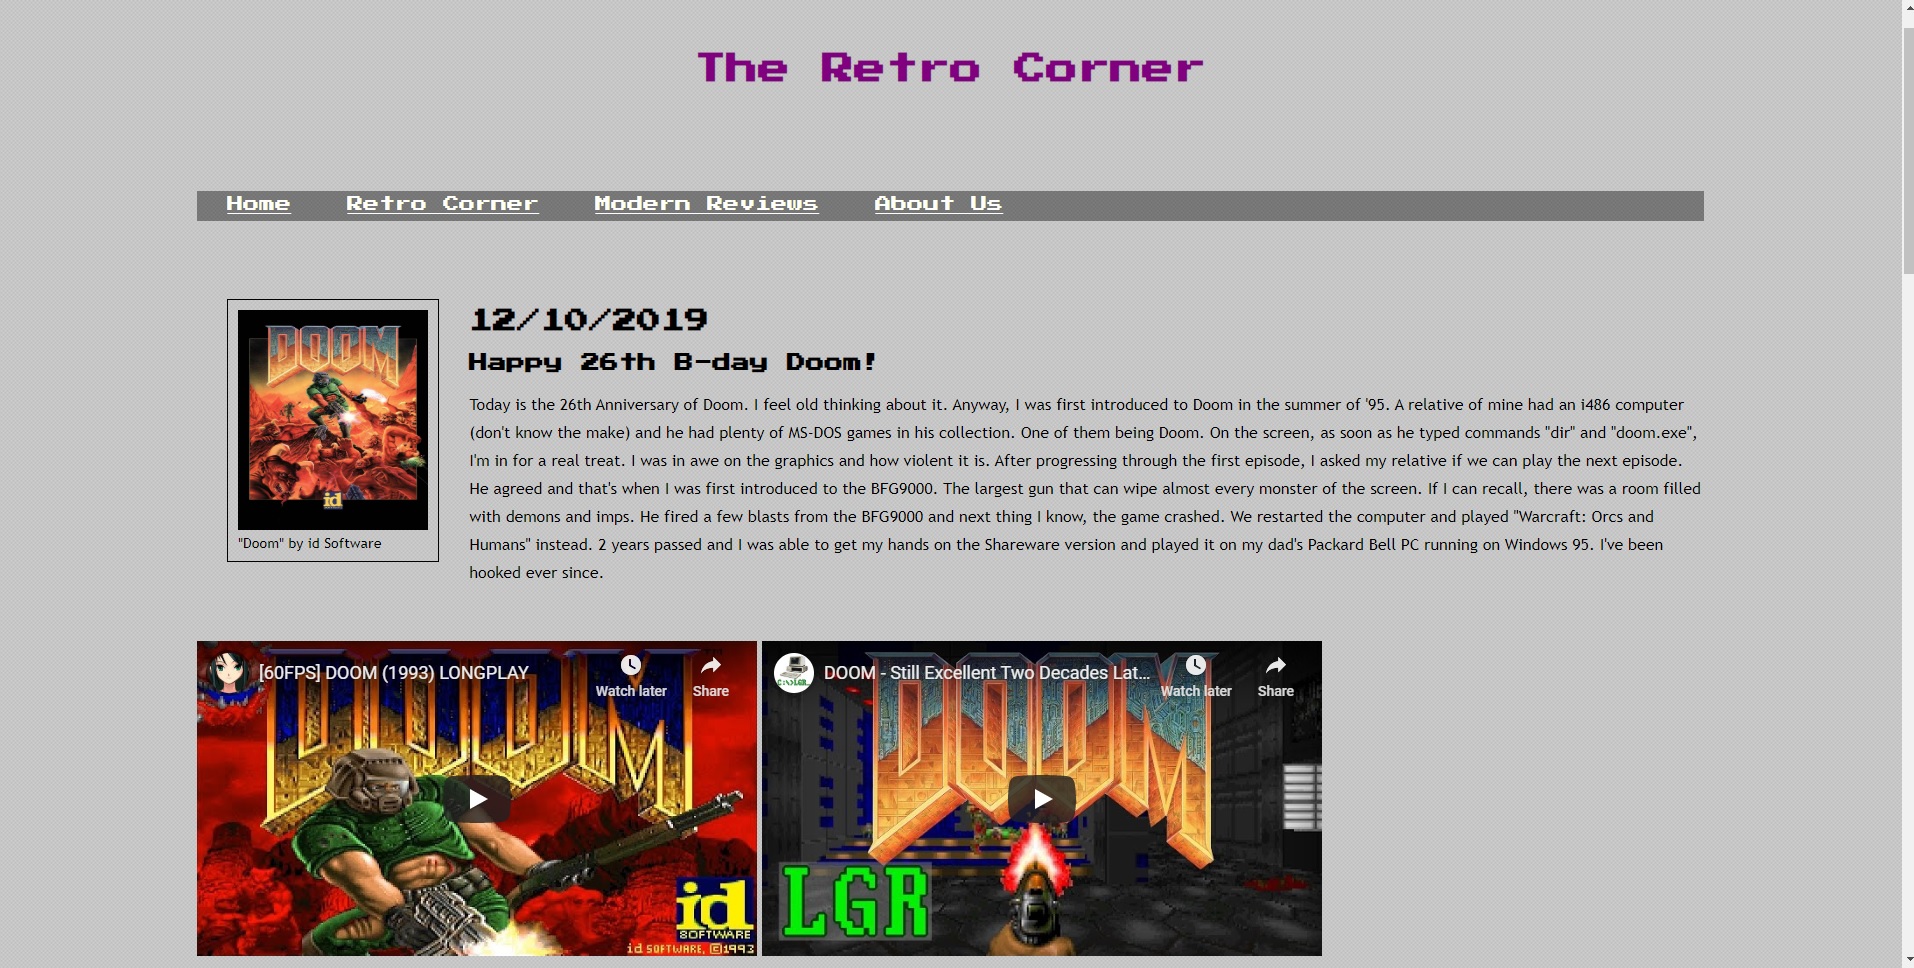 The Retro Corner
Home Retro Corner Modern Reviews About Us
DOOM
id
"Doom" by id Software
12/10/2019
Happy 26th B-day Doom!
Today is the 26th Anniversary of Doom. I feel old thinking about it. Anyway, I was first introduced to Doom in the summer of '95. A relative of mine had an i486 computer
(don't know the make) and he had plenty of MS-DOS games in his collection. One of them being Doom. On the screen, as soon as he typed commands "dir" and "doom.exe",
I'm in for a real treat. I was in awe on the graphics and how violent it is. After progressing through the first episode, I asked my relative if we can play the next episode.
He agreed and that's when I was first introduced to the BFG9000. The largest gun that can wipe almost every monster of the screen. If I can recall, there was a room filled
with demons and imps. He fired a few blasts from the BFG9000 and next thing I know, the game crashed. We restarted the computer and played "Warcraft: Orcs and
Humans" instead. 2 years passed and I was able to get my hands on the Shareware version and played it on my dad's Packard Bell PC running on Windows 95. I've been
hooked ever since.
[60FPS] DOOM (1993) LONGPLAY
Watch later Share
DOOM
id
SOFTWARE
id SOFTWARE, ©1993
DOOM - Still Excellent Two Decades Lat...
Watch later Share
DOOM
LGR